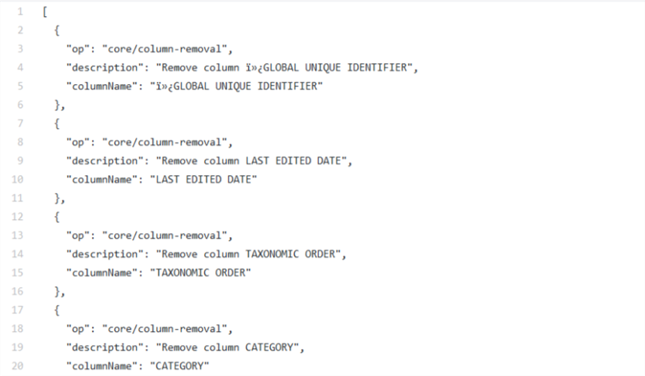 1 [
2 {
3 "op": "core/column-removal",
4 "description": "Remove column ï»¿GLOBAL UNIQUE IDENTIFIER",
5 "columnName": "ï»¿GLOBAL UNIQUE IDENTIFIER"
6 },
7 {
8 "op": "core/column-removal",
9 "description": "Remove column LAST EDITED DATE",
10 "columnName": "LAST EDITED DATE"
11 },
12 {
13 "op": "core/column-removal",
14 "description": "Remove column TAXONOMIC ORDER",
15 "columnName": "TAXONOMIC ORDER"
16 },
17 {
18 "op": "core/column-removal",
19 "description": "Remove column CATEGORY",
20 "columnName": "CATEGORY"